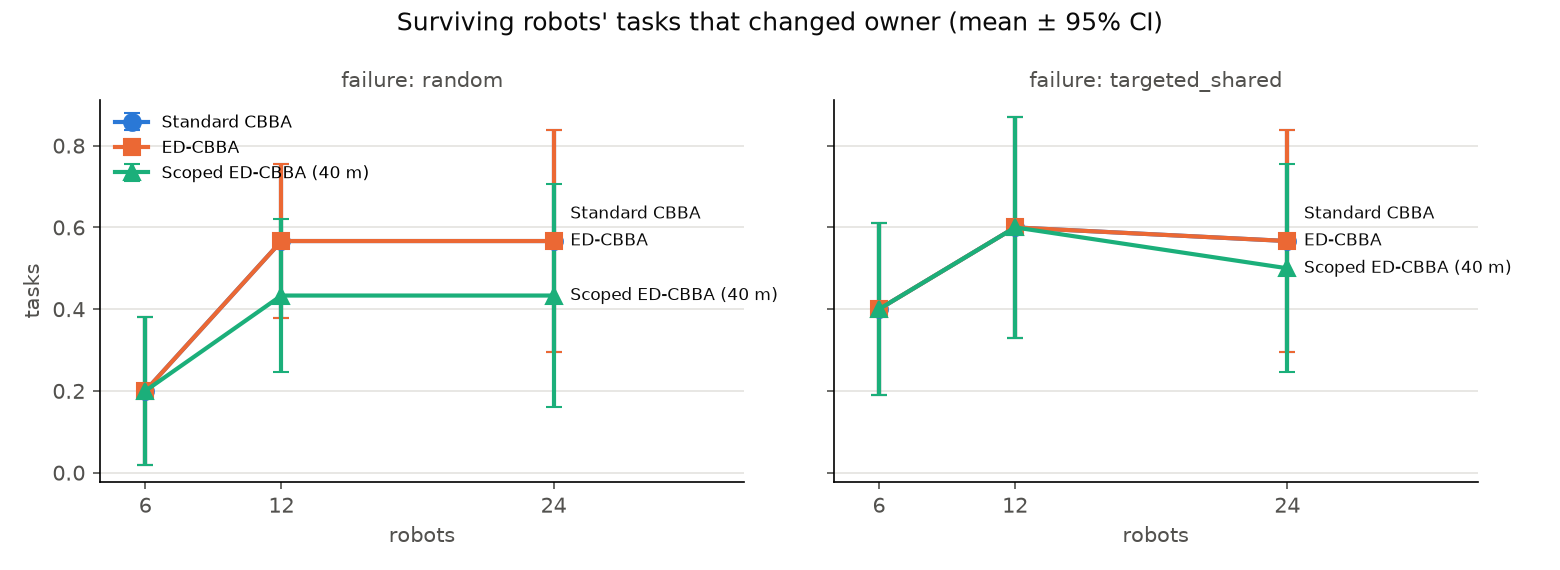 Surviving robots' tasks that changed owner (mean ± 95% CI)
failure: random
Standard CBBA
ED-CBBA
Scoped ED-CBBA (40 m)
Standard CBBA
ED-CBBA
Scoped ED-CBBA (40 m)
tasks
0.8
0.6
0.4
0.2
0.0
6 12 24
robots
failure: targeted_shared
Standard CBBA
ED-CBBA
Scoped ED-CBBA (40 m)
6 12 24
robots